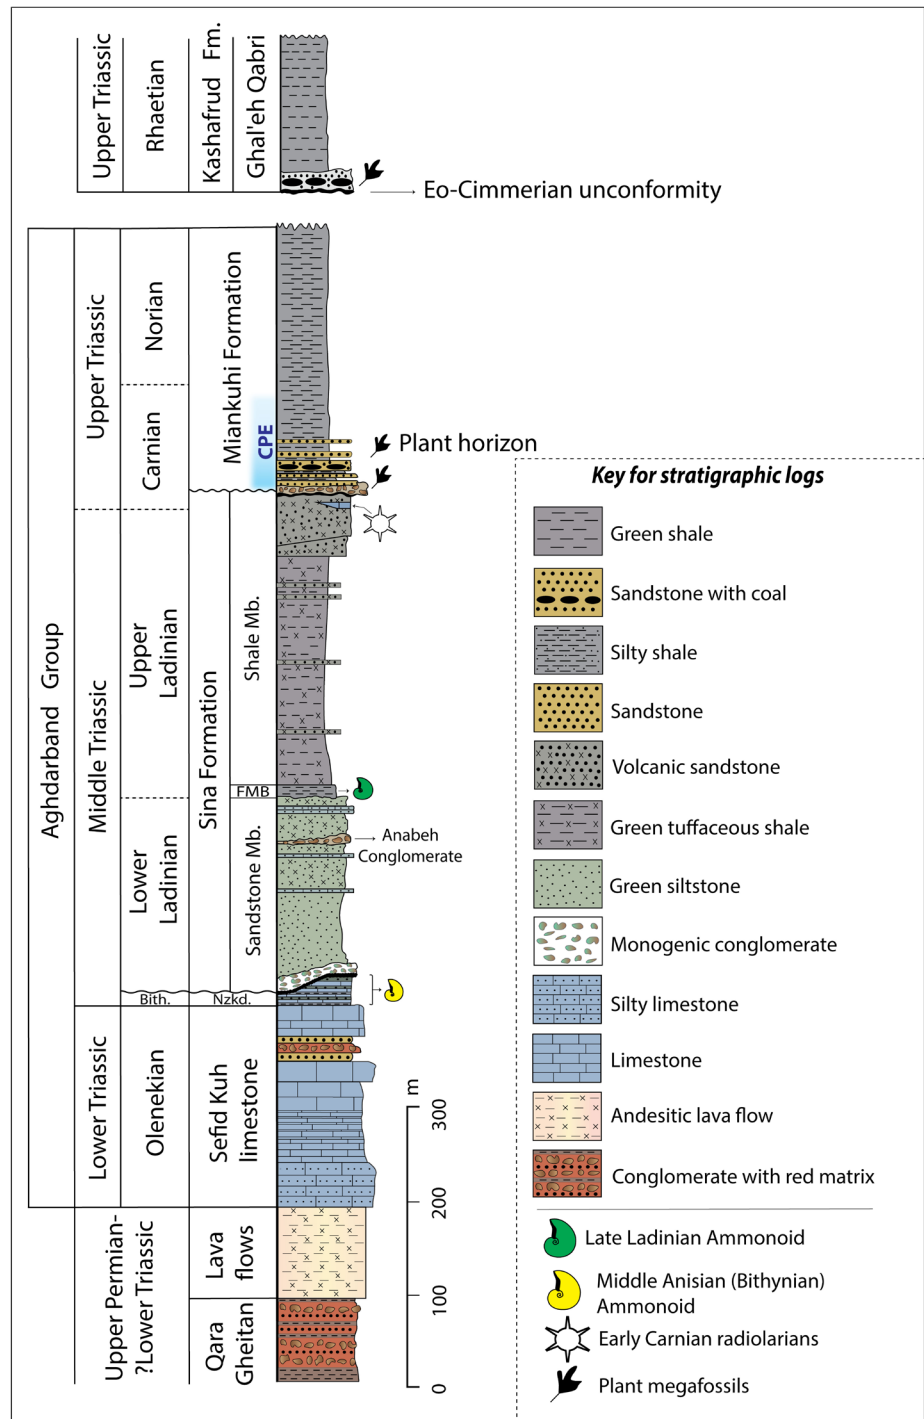 Upper Triassic
Rhaetian
Kashafrud Fm.
Ghal'eh Qabri
Eo-Cimmerian unconformity
Aghdarband Group
Upper Triassic
Norian
Carnian
Miankuhi Formation
CPE
Plant horizon
Middle Triassic
Upper
Ladinian
Lower
Ladinian
Bith.
Sina Formation
Shale Mb.
FMB
Sandstone Mb.
Nzkd.
Anabeh
Conglomerate
Lower Triassic
Olenekian
Sefid Kuh
limestone
Upper Permian-
?Lower Triassic
Lava
flows
Qara
Gheitan
m
300
200
100
0
Key for stratigraphic logs
Green shale
Sandstone with coal
Silty shale
Sandstone
Volcanic sandstone
Green tuffaceous shale
Green siltstone
Monogenic conglomerate
Silty limestone
Limestone
Andesitic lava flow
Conglomerate with red matrix
Late Ladinian Ammonoid
Middle Anisian (Bithynian)
Ammonoid
Early Carnian radiolarians
Plant megafossils